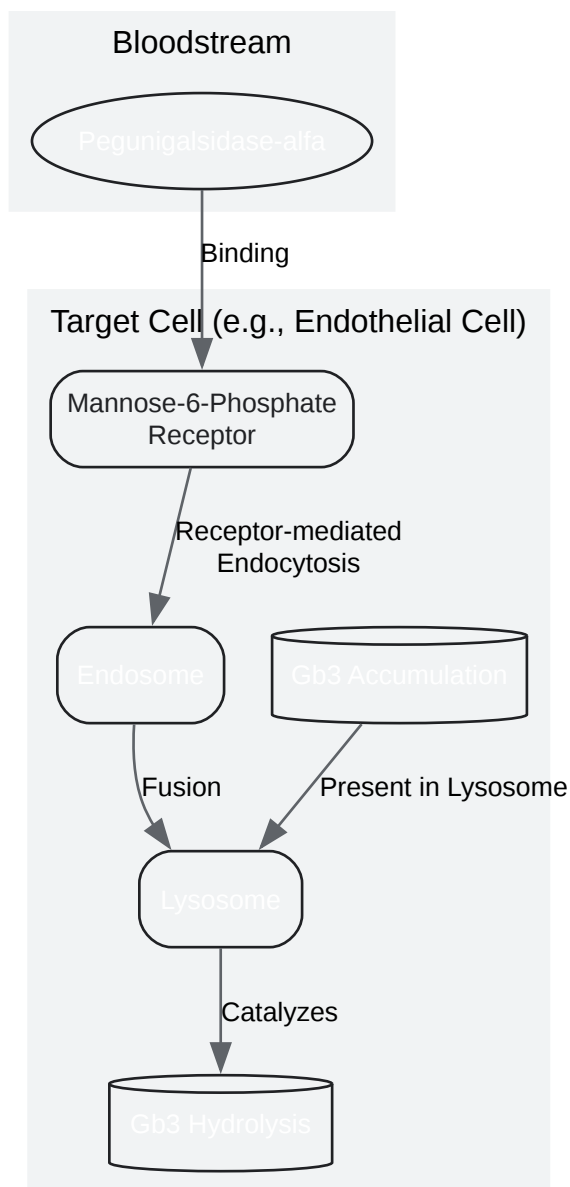 Bloodstream
Pegunigalsidase-alfa
Binding
Target Cell (e.g., Endothelial Cell)
Mannose-6-Phosphate
Receptor
Receptor-mediated
Endocytosis
Endosome
Gb3 Accumulation
Fusion
Present in Lysosome
Lysosome
Catalyzes
Gb3 Hydrolysis